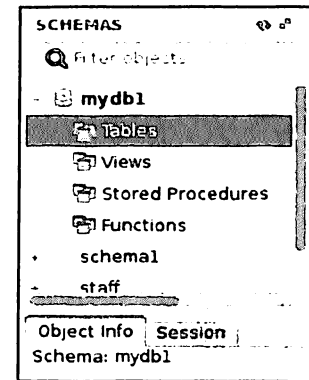 SCHEMAS
Filter objects
mydb1
Tables
Views
Stored Procedures
Functions
schema1
staff
Object Info Session
Schema: mydb1